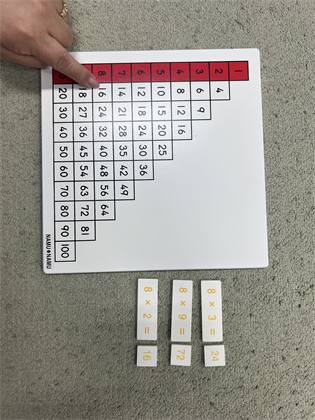 1
2 4
3 6 9
4 8 12 16
5 10 15 20 25
6 12 18 24 30 36
7 14 21 28 35 42 49
8 16 24 32 40 48 56 64
18 27 36 45 54 63 72 81
20 30 40 50 60 70 80 90 100
NAMU♦NAMU
8 × 3 = 24
8 × 9 = 72
8 × 2 = 16